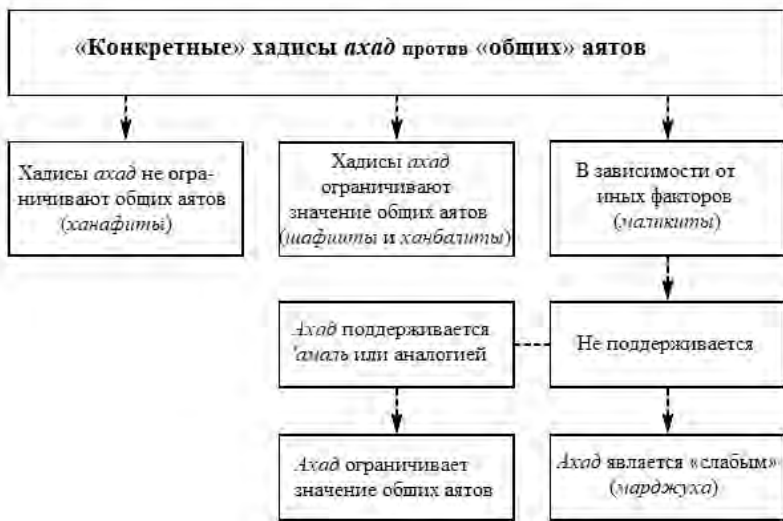 «Конкретные» хадисы ахад против «общих» аятов
Хадисы ахад не огра-
ничивают общих аятов
(ханафиты)
Хадисы ахад
ограничивают
значение общих аятов
(шафииты и ханбалиты)
В зависимости от
иных факторов
(маликиты)
Ахад поддерживается
'амаль или аналогией
Не поддерживается
Ахад ограничивает
значение общих аятов
Ахад является «слабым»
(марджуха)